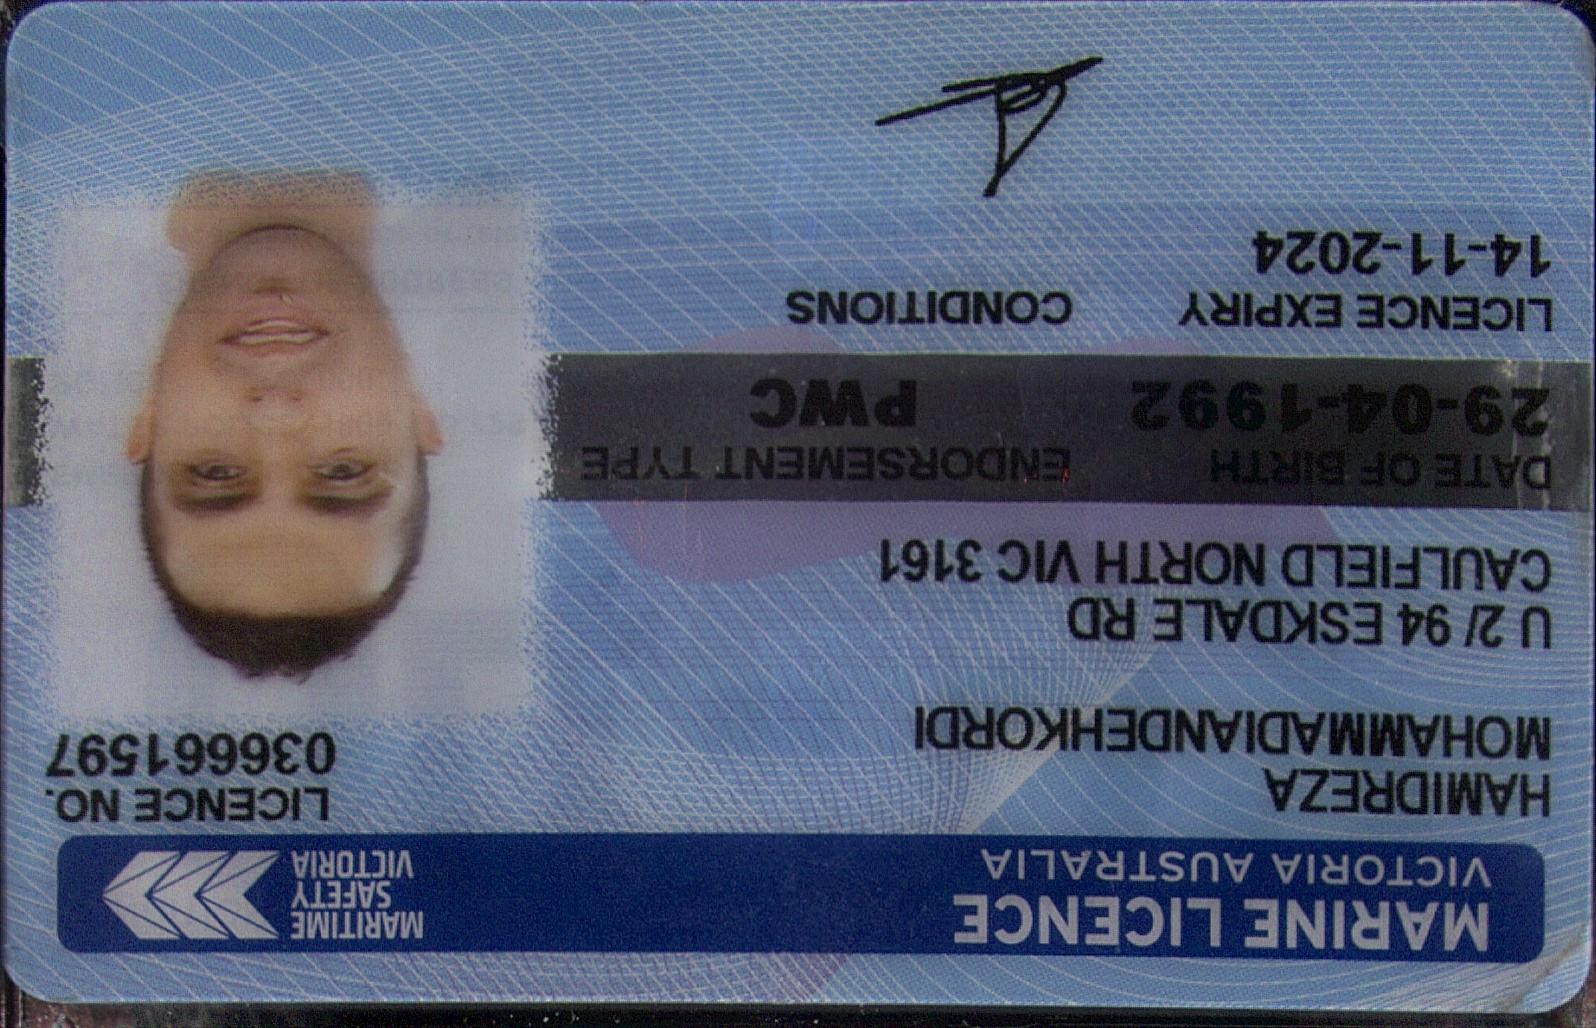 MARINE LICENCE
VICTORIA AUSTRALIA
MARITIME
SAFETY
VICTORIA
HAMIDREZA
MOHAMMADIANDEHKORDI
LICENCE NO.
036661597
U 2/ 94 ESKDALE RD
CAULFIELD NORTH VIC 3161
DATE OF BIRTH
29-04-1992
ENDORSEMENT TYPE
PWC
LICENCE EXPIRY
14-11-2024
CONDITIONS